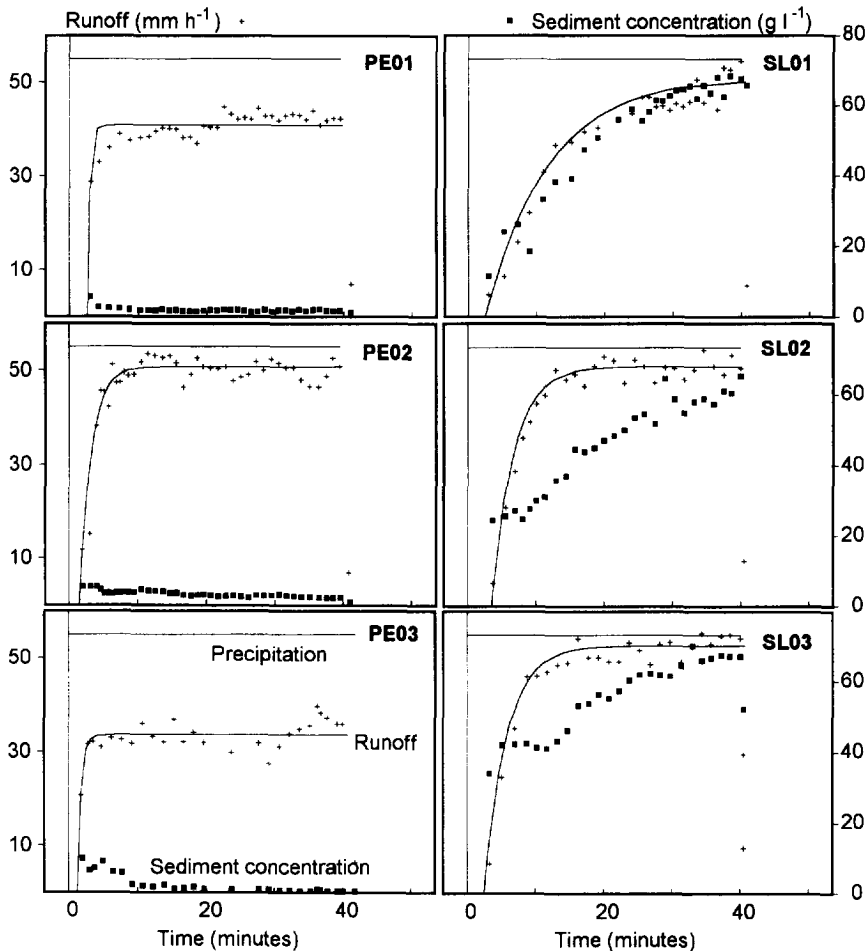 Runoff (mm h-1) +
■ Sediment concentration (g l-1)
PE01
50
30
10
SL01
80
60
40
20
0
PE02
50
30
10
SL02
60
40
20
0
PE03
Precipitation
Runoff
Sediment concentration
50
30
10
0 20 40
Time (minutes)
SL03
60
40
20
0
0 20 40
Time (minutes)